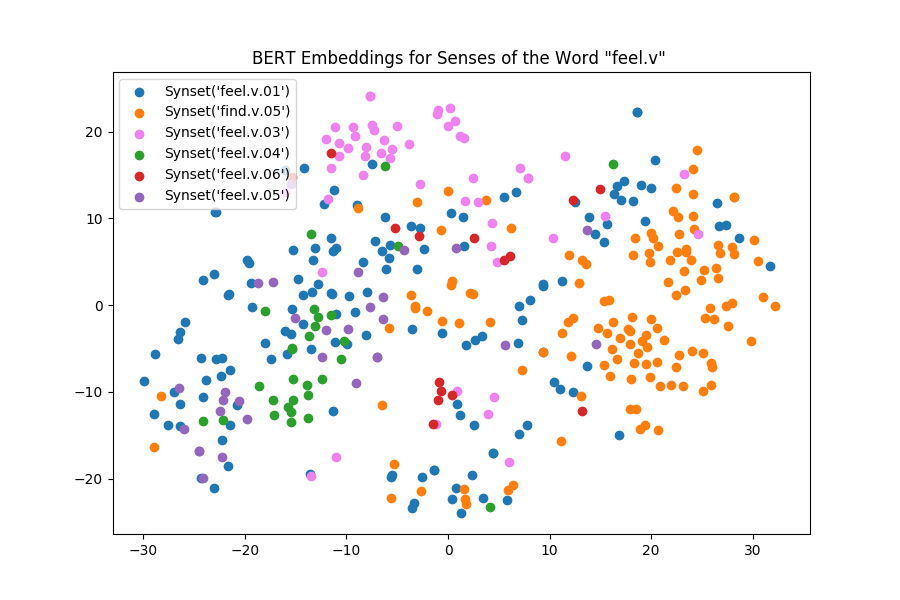 BERT Embeddings for Senses of the Word "feel.v"
Synset('feel.v.01')
Synset('find.v.05')
Synset('feel.v.03')
Synset('feel.v.04')
Synset('feel.v.06')
Synset('feel.v.05')
20
10
0
−10
−20
−30 −20 −10 0 10 20 30